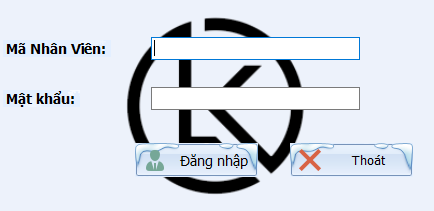 Mã Nhân Viên:
Mật khẩu:
Đăng nhập Thoát